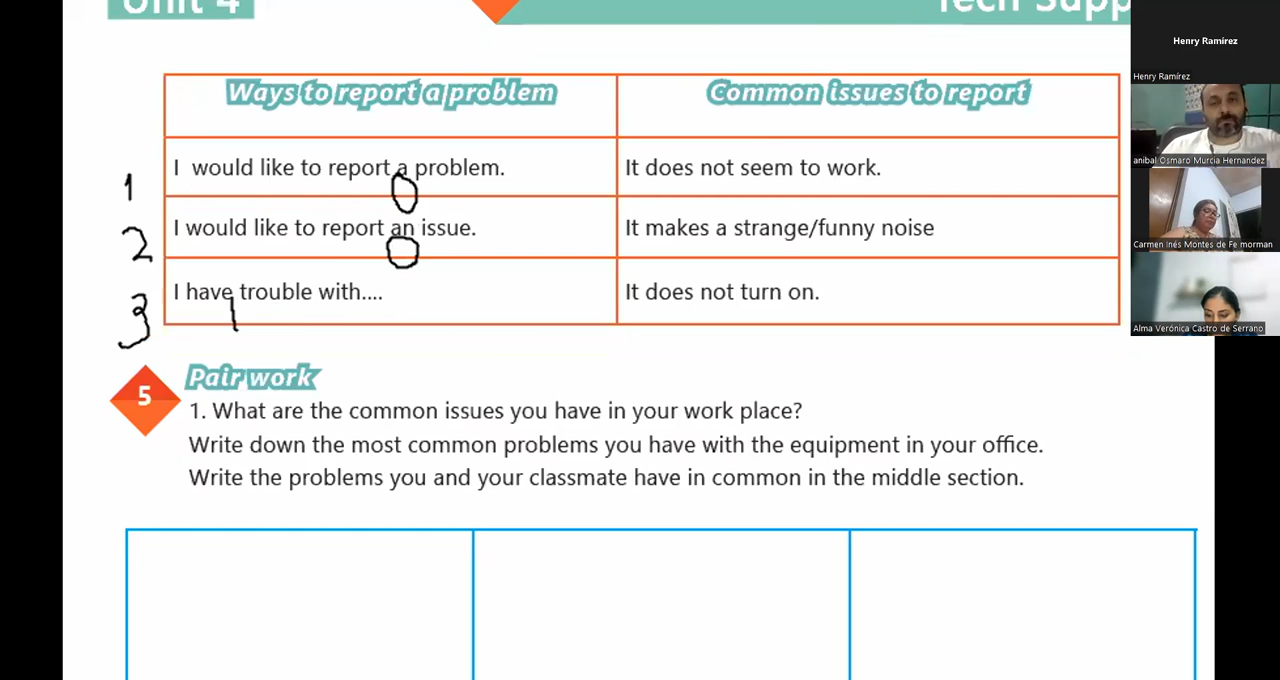 Unit 4
Tech Supp
Henry Ramírez
Henry Ramírez
anibal Osmaro Murcia Hernandez
Carmen Inés Montes de Fe morman
Alma Verónica Castro de Serrano
Ways to report a problem
Common issues to report
1
I would like to report a problem.
It does not seem to work.
2
I would like to report an issue.
It makes a strange/funny noise
3
I have trouble with....
It does not turn on.
5
Pair work
1. What are the common issues you have in your work place?
Write down the most common problems you have with the equipment in your office.
Write the problems you and your classmate have in common in the middle section.